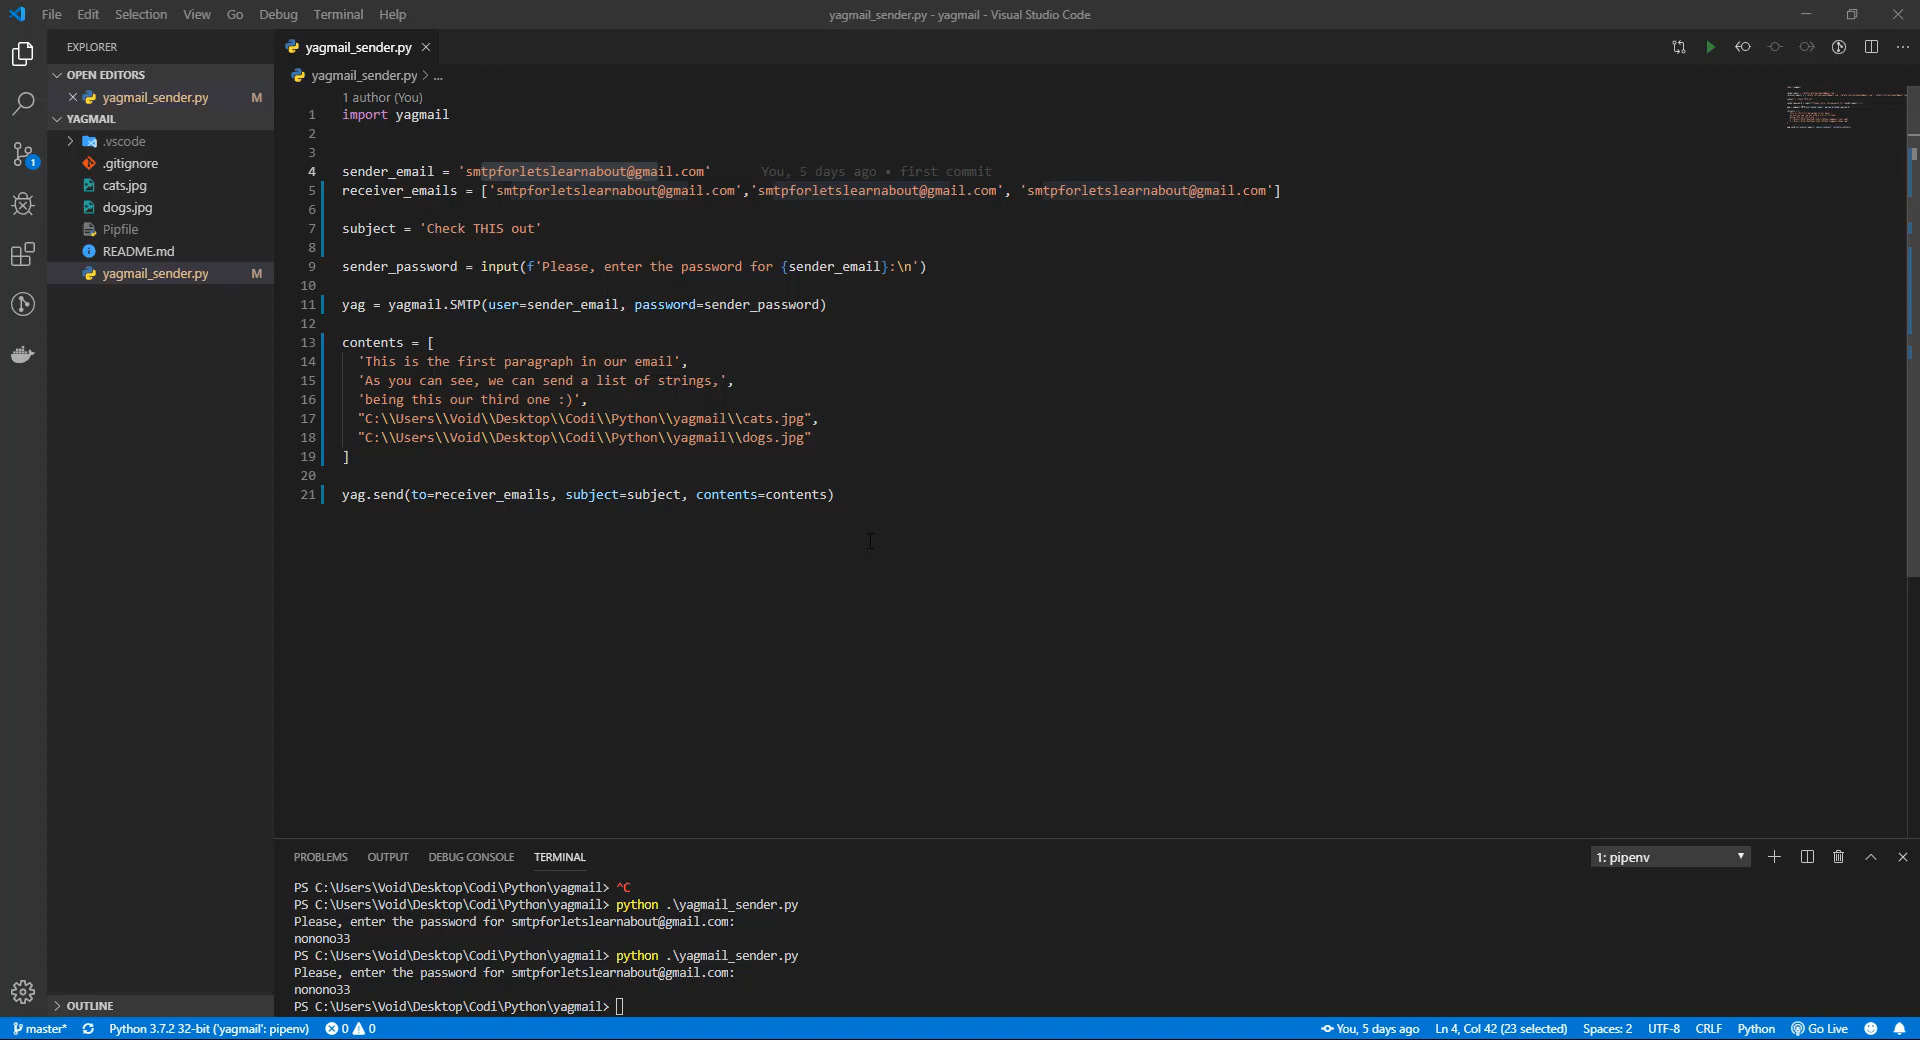 File Edit Selection View Go Debug Terminal Help
yagmail_sender.py - yagmail - Visual Studio Code
EXPLORER
OPEN EDITORS
yagmail_sender.py M
YAGMAIL
.vscode
.gitignore
cats.jpg
dogs.jpg
Pipfile
README.md
yagmail_sender.py M
OUTLINE
1
yagmail_sender.py
yagmail_sender.py > ...
1 author (You)
1 import yagmail
2
3
4 sender_email = 'smtpforletslearnabout@gmail.com' You, 5 days ago • first commit
5 receiver_emails = ['smtpforletslearnabout@gmail.com','smtpforletslearnabout@gmail.com', 'smtpforletslearnabout@gmail.com']
6
7 subject = 'Check THIS out'
8
9 sender_password = input(f'Please, enter the password for {sender_email}:\n')
10
11 yag = yagmail.SMTP(user=sender_email, password=sender_password)
12
13 contents = [
14 'This is the first paragraph in our email',
15 'As you can see, we can send a list of strings,',
16 'being this our third one :)',
17 "C:\\Users\\Void\\Desktop\\Codi\\Python\\yagmail\\cats.jpg",
18 "C:\\Users\\Void\\Desktop\\Codi\\Python\\yagmail\\dogs.jpg"
19 ]
20
21 yag.send(to=receiver_emails, subject=subject, contents=contents)
PROBLEMS OUTPUT DEBUG CONSOLE TERMINAL 1: pipenv
PS C:\Users\Void\Desktop\Codi\Python\yagmail> ^C
PS C:\Users\Void\Desktop\Codi\Python\yagmail> python .\yagmail_sender.py
Please, enter the password for smtpforletslearnabout@gmail.com:
nonono33
PS C:\Users\Void\Desktop\Codi\Python\yagmail> python .\yagmail_sender.py
Please, enter the password for smtpforletslearnabout@gmail.com:
nonono33
PS C:\Users\Void\Desktop\Codi\Python\yagmail>
master* Python 3.7.2 32-bit ('yagmail': pipenv) 0 0 You, 5 days ago Ln 4, Col 42 (23 selected) Spaces: 2 UTF-8 CRLF Python Go Live